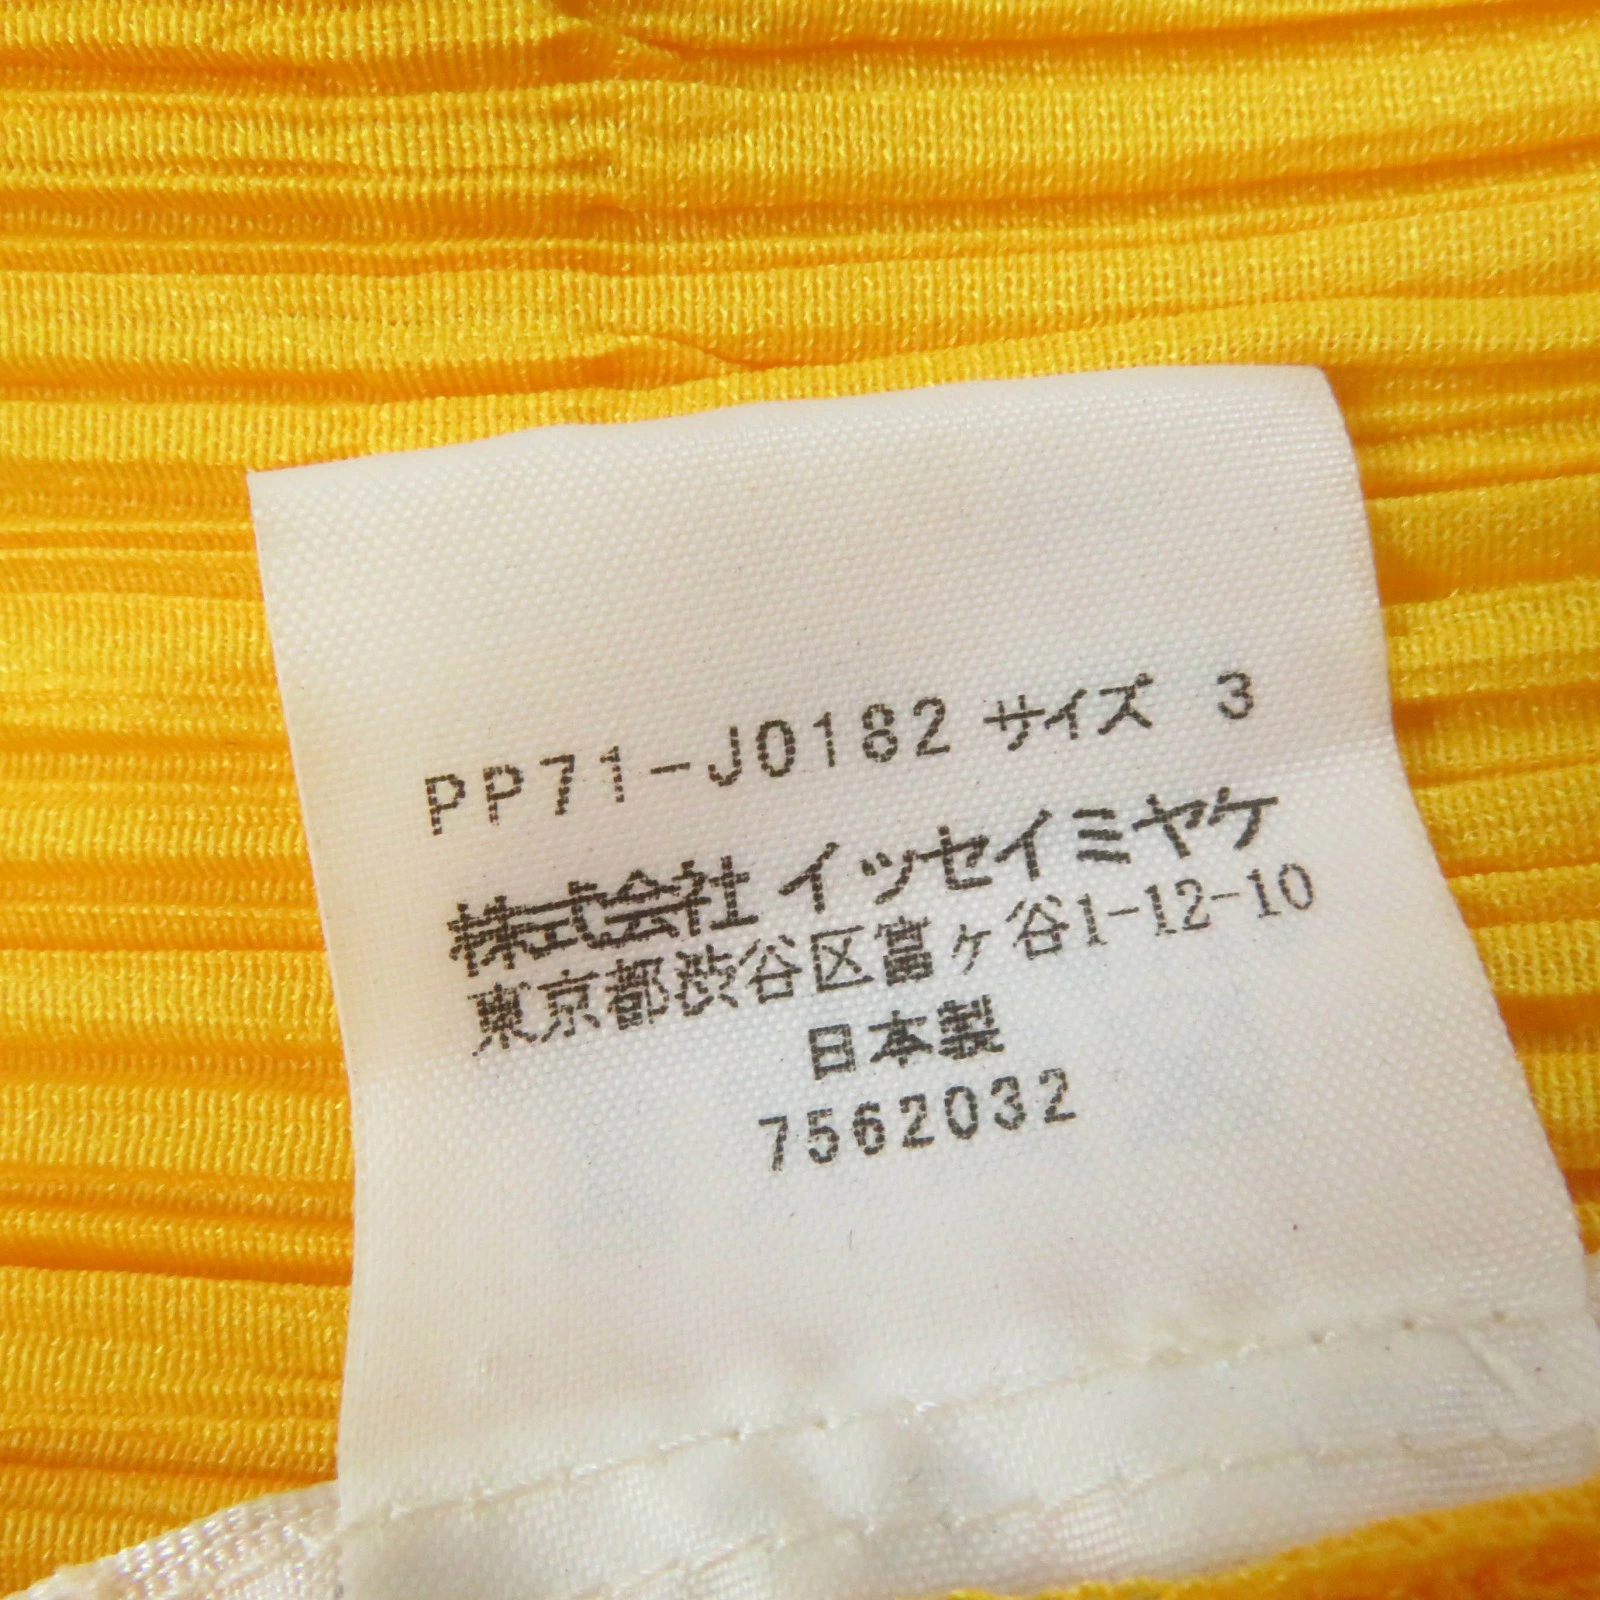 PP71-J0182 サイズ 3
株式会社 イッセイミヤケ
東京都渋谷区富ヶ谷1-12-10
日本製
7562032